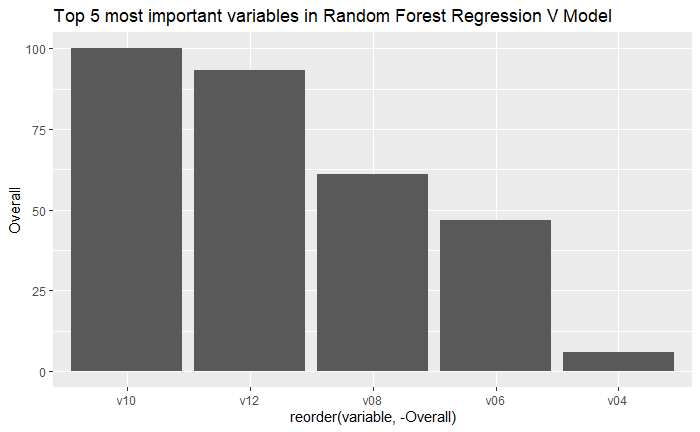 Top 5 most important variables in Random Forest Regression V Model
Overall
100
75
50
25
0
v10 v12 v08 v06 v04
reorder(variable, -Overall)